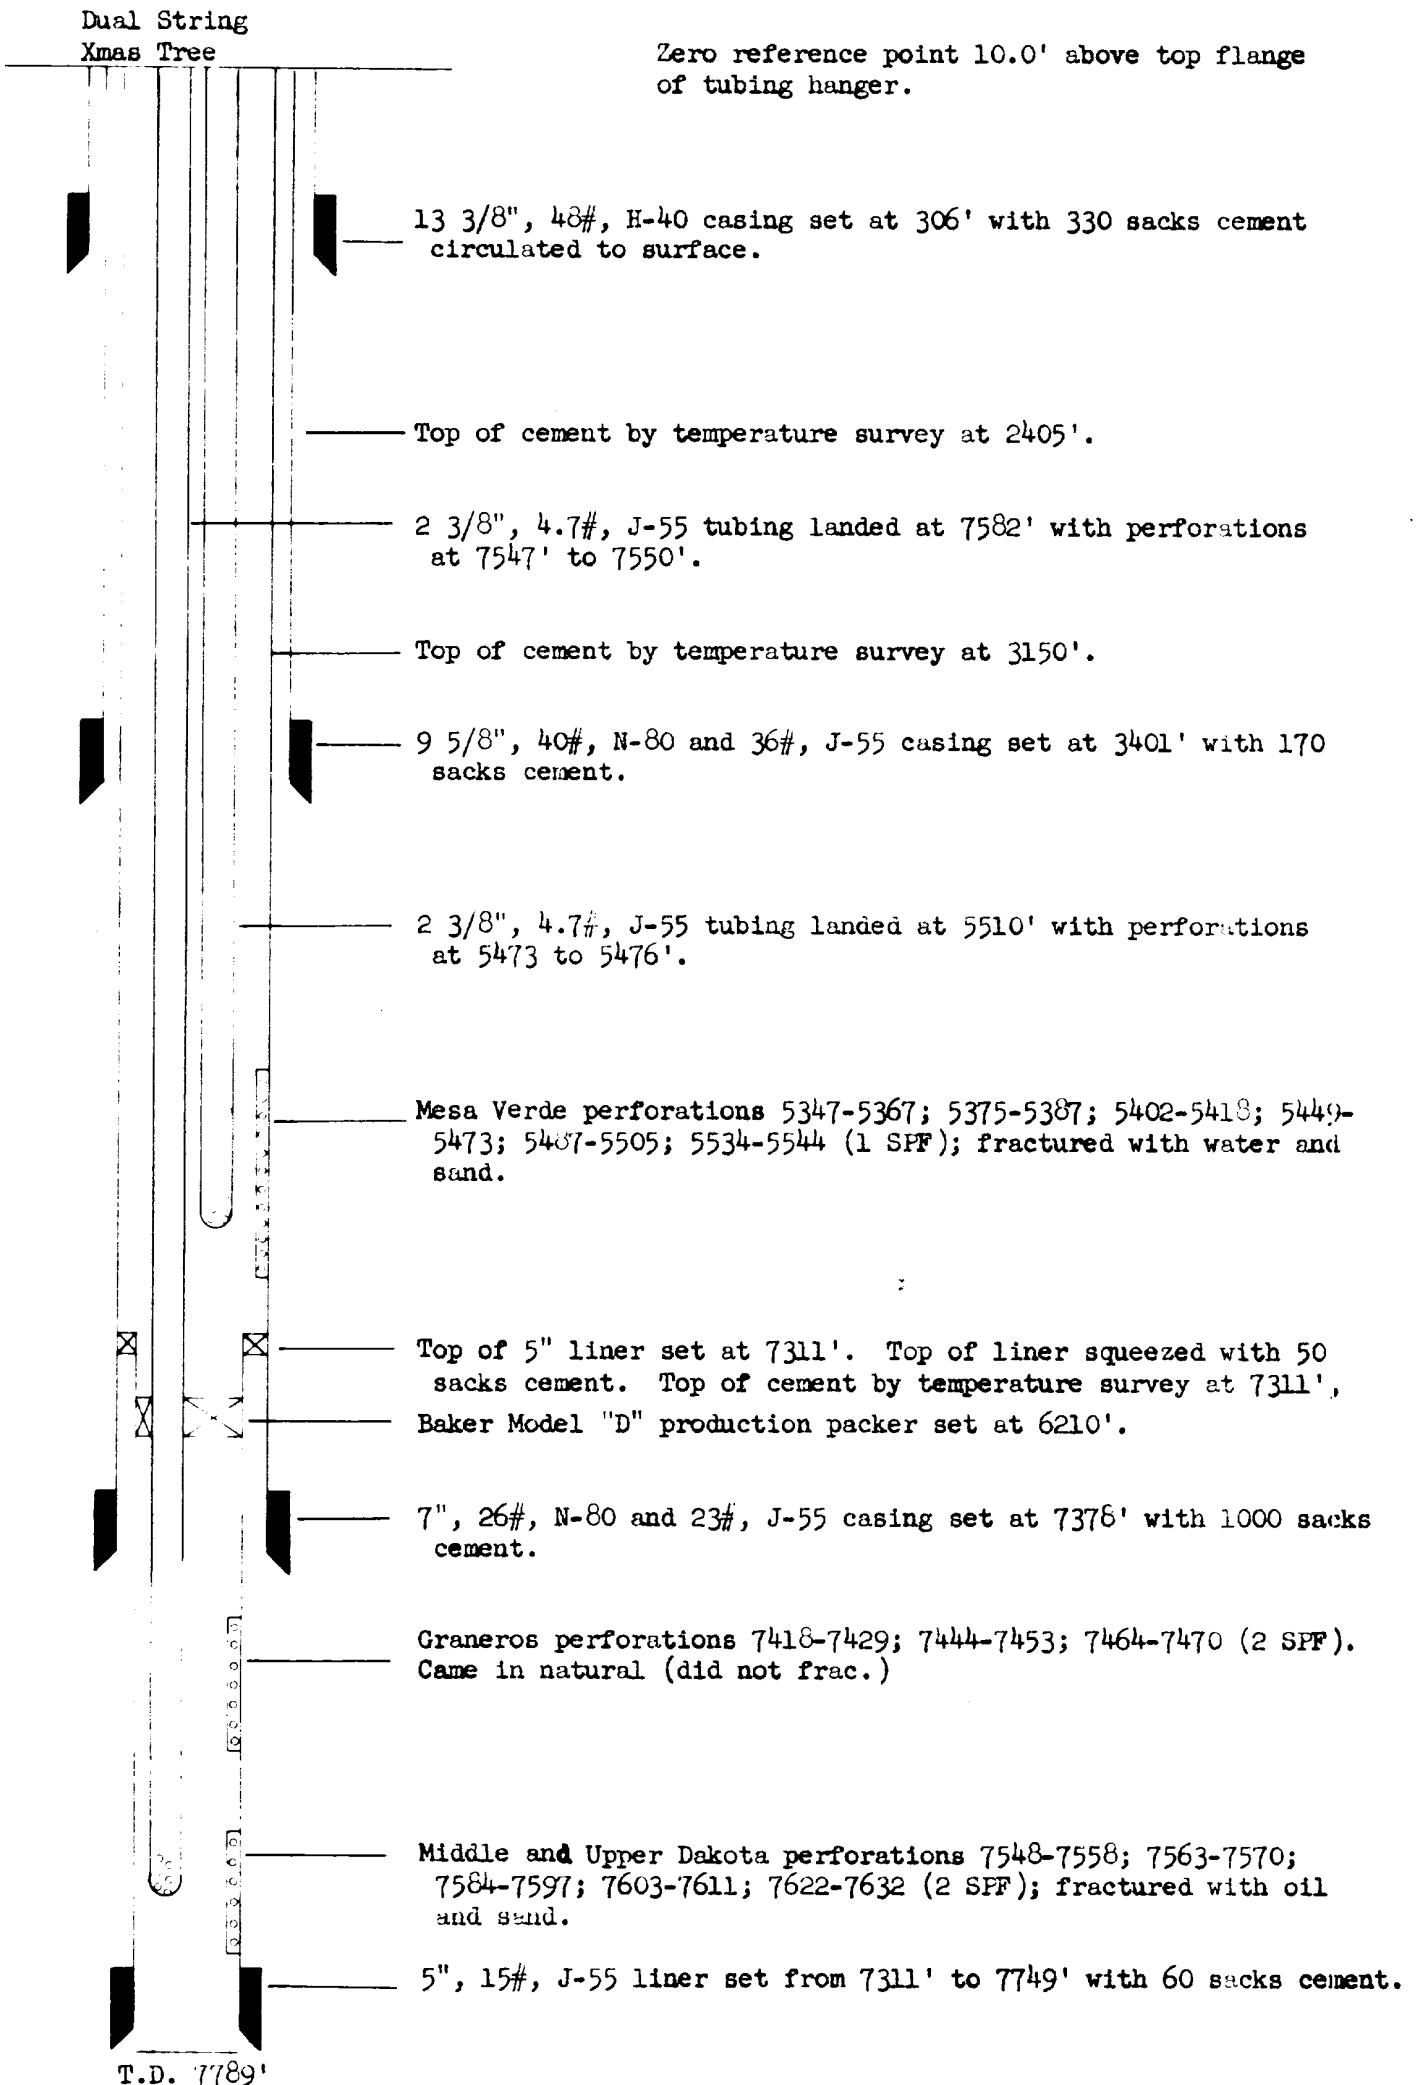 Dual String
Xmas Tree
Zero reference point 10.0' above top flange
of tubing hanger.
13 3/8", 48#, H-40 casing set at 306' with 330 sacks cement
circulated to surface.
Top of cement by temperature survey at 2405'.
2 3/8", 4.7#, J-55 tubing landed at 7582' with perforations
at 7547' to 7550'.
Top of cement by temperature survey at 3150'.
9 5/8", 40#, N-80 and 36#, J-55 casing set at 3401' with 170
sacks cement.
2 3/8", 4.7#, J-55 tubing landed at 5510' with perforations
at 5473 to 5476'.
Mesa Verde perforations 5347-5367; 5375-5387; 5402-5418; 5449-
5473; 5487-5505; 5534-5544 (1 SPF); fractured with water and
sand.
Top of 5" liner set at 7311'. Top of liner squeezed with 50
sacks cement. Top of cement by temperature survey at 7311',
Baker Model "D" production packer set at 6210'.
7", 26#, N-80 and 23#, J-55 casing set at 7378' with 1000 sacks
cement.
Graneros perforations 7418-7429; 7444-7453; 7464-7470 (2 SPF).
Came in natural (did not frac.)
Middle and Upper Dakota perforations 7548-7558; 7563-7570;
7584-7597; 7603-7611; 7622-7632 (2 SPF); fractured with oil
and sand.
5", 15#, J-55 liner set from 7311' to 7749' with 60 sacks cement.
T.D. 7789'